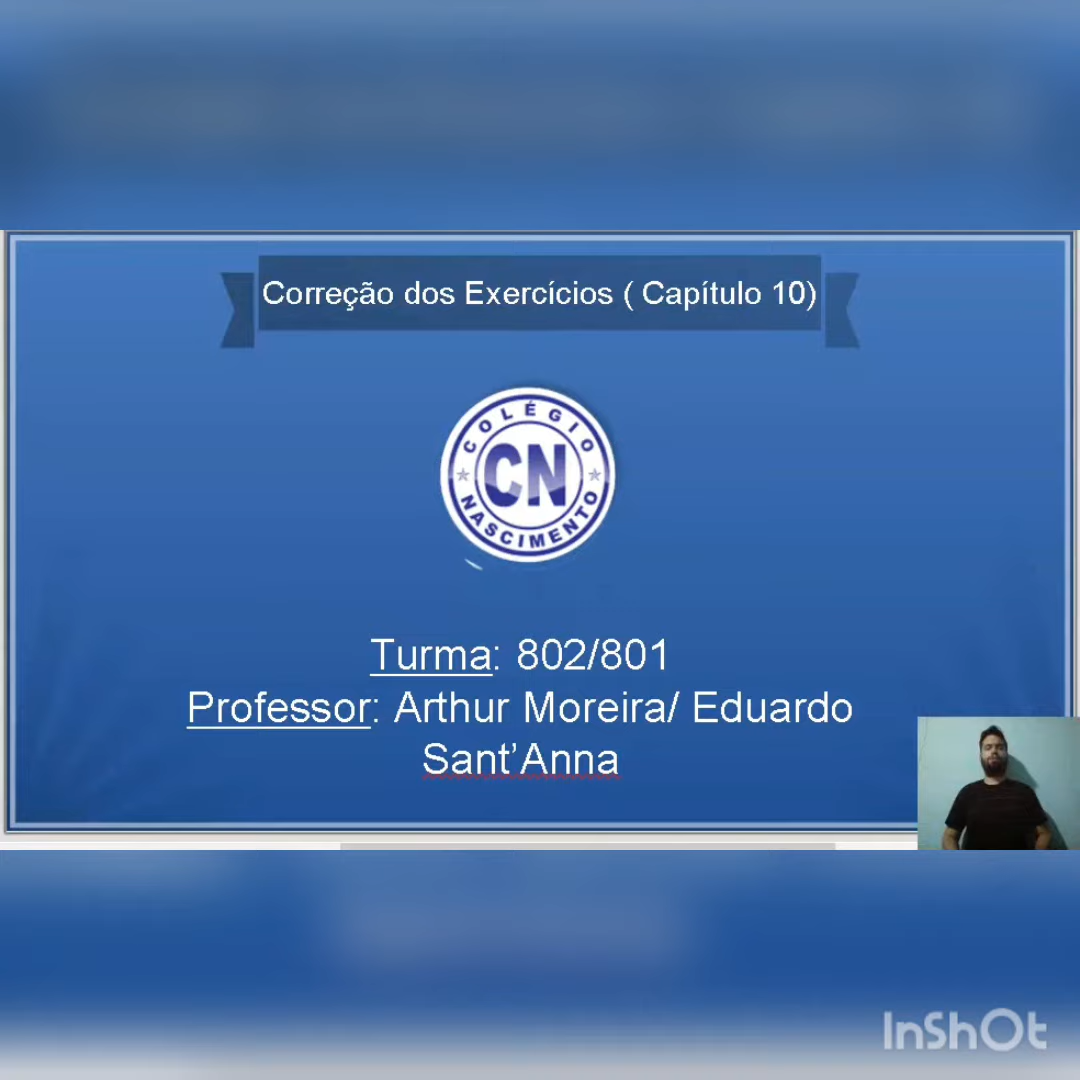 Correção dos Exercícios ( Capítulo 10)
COLÉGIO
CN
NASCIMENTO
Turma: 802/801
Professor: Arthur Moreira/ Eduardo
Sant’Anna
InShOt